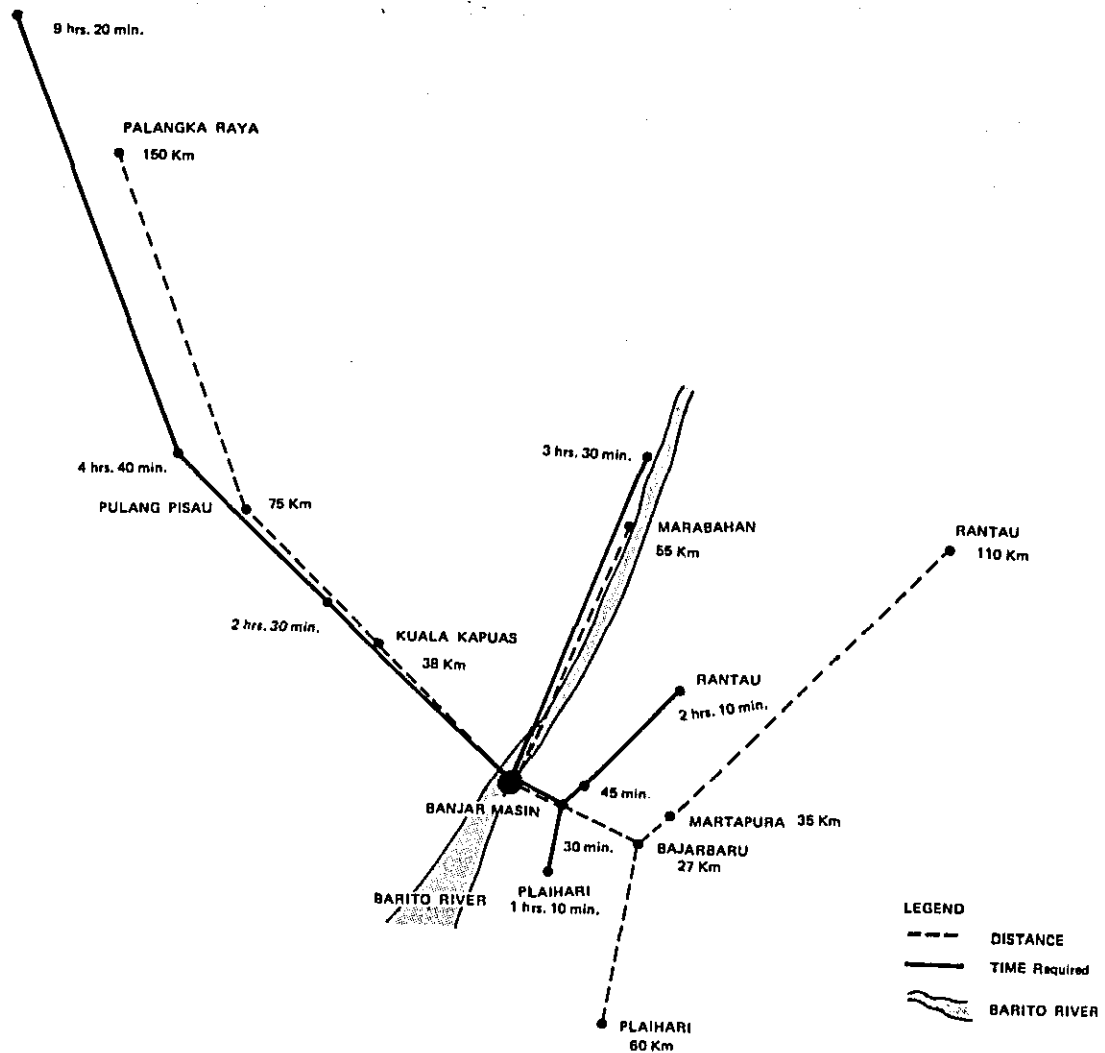 9 hrs. 20 min.
PALANGKA RAYA
150 Km
4 hrs. 40 min.
PULANG PISAU
75 Km
2 hrs. 30 min.
KUALA KAPUAS
38 Km
3 hrs. 30 min.
MARABAHAN
55 Km
RANTAU
110 Km
RANTAU
2 hrs. 10 min.
BANJAR MASIN
45 min.
MARTAPURA 35 Km
30 min.
BAJARBARU
27 Km
PLAIHARI
1 hrs. 10 min.
BARITO RIVER
PLAIHARI
60 Km
LEGEND
DISTANCE
TIME Required
BARITO RIVER